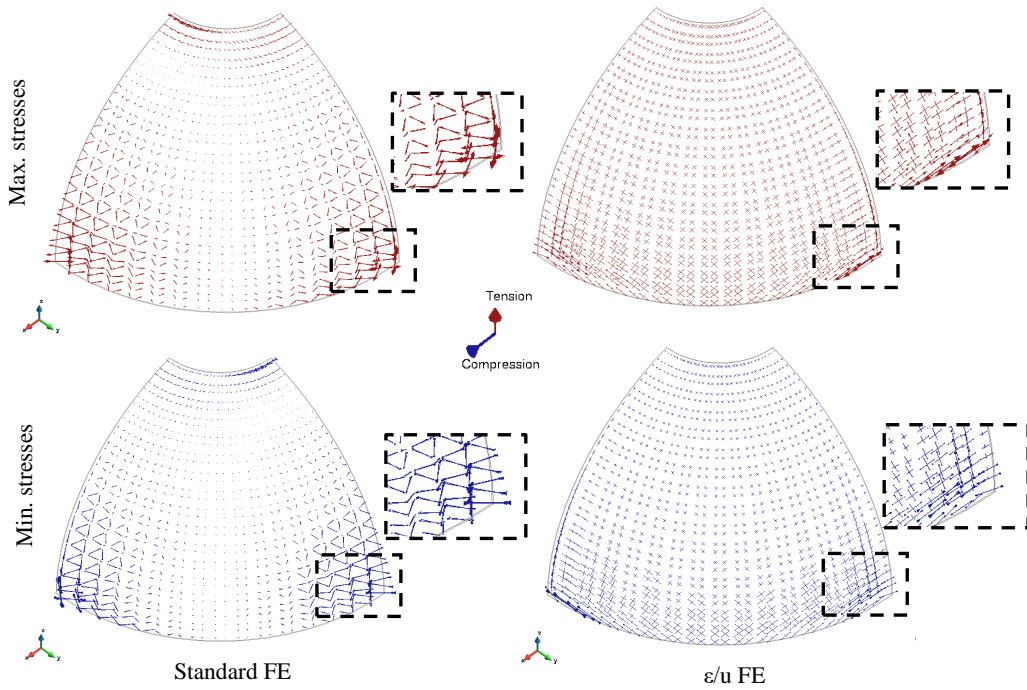 Max. stresses
z
x
y
Tension
Compression
Min. stresses
z
x
y
z
x
y
Standard FE
ε/u FE